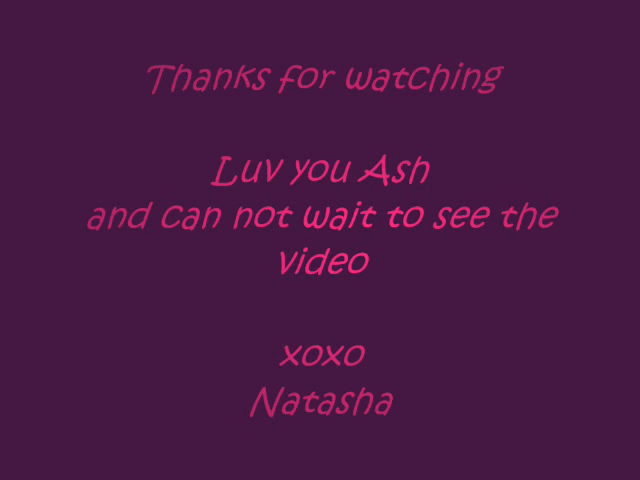 Thanks for watching
Luv you Ash
and can not wait to see the
video
xoxo
Natasha